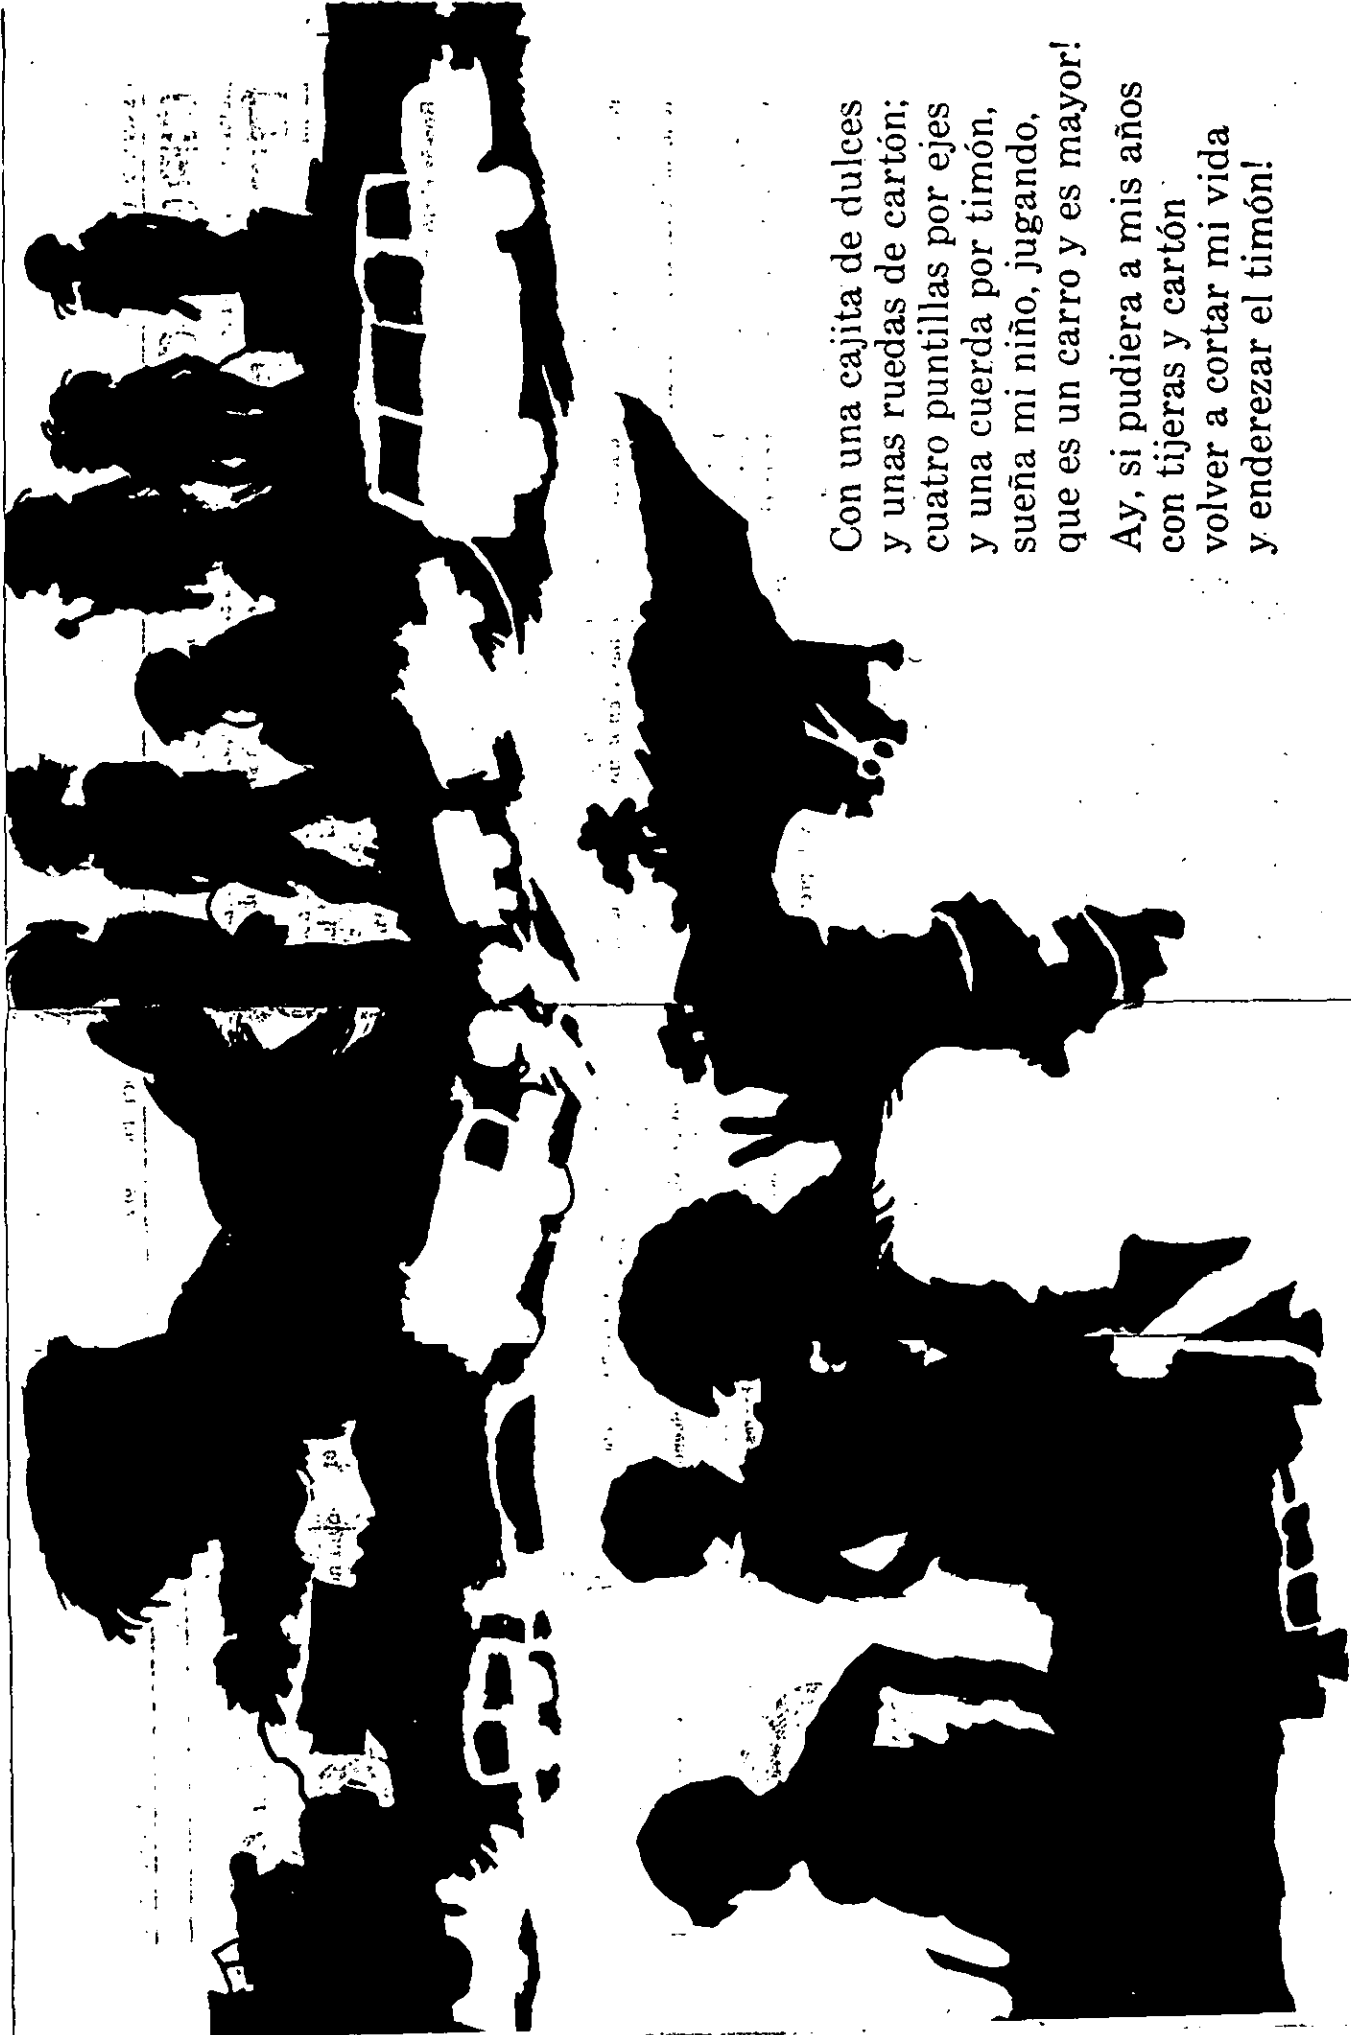 Con una cajita de dulces
y unas ruedas de cartón;
cuatro puntillas por ejes
y una cuerda por timón,
sueña mi niño, jugando,
que es un carro y es mayor!
Ay, si pudiera a mis años
con tijeras y cartón
volver a cortar mi vida
y enderezar el timón!